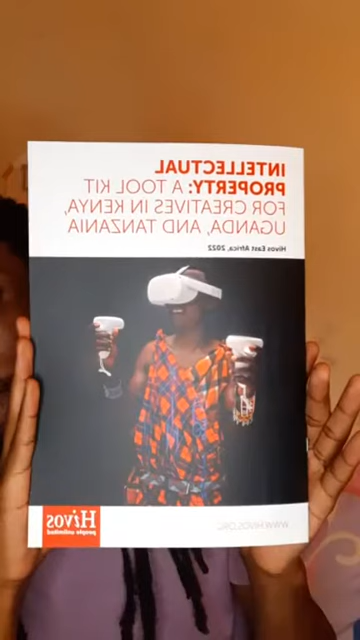 INTELLECTUAL
PROPERTY: A TOOL KIT
FOR CREATIVES IN KENYA,
UGANDA, AND TANZANIA
Hivos East Africa, 2022
Hivos
people unlimited
WWW.HIVOS.ORG